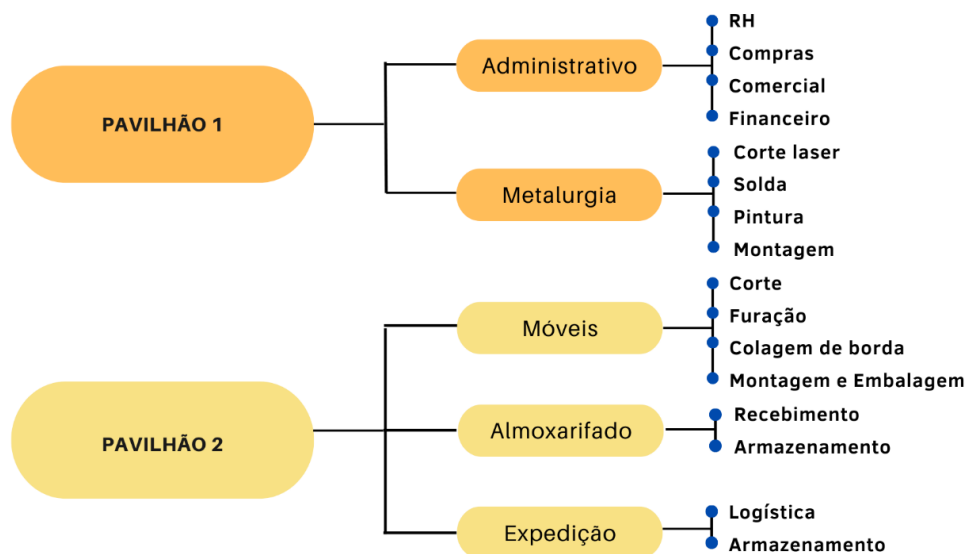 PAVILHÃO 1
Administrativo
RH
Compras
Comercial
Financeiro
Metalurgia
Corte laser
Solda
Pintura
Montagem
PAVILHÃO 2
Móveis
Corte
Furação
Colagem de borda
Montagem e Embalagem
Almoxarifado
Recebimento
Armazenamento
Expedição
Logística
Armazenamento